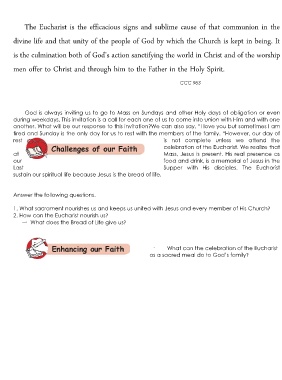 The Eucharist is the efficacious signs and sublime cause of that communion in the
divine life and that unity of the people of God by which the Church is kept in being. It
is the culmination both of God's action sanctifying the world in Christ and of the worship
men offer to Christ and through him to the Father in the Holy Spirit.
CCC 983
God is always inviting us to go to Mass on Sundays and other Holy days of obligation or even
during weekdays. This invitation is a call for each one of us to come into union with Him and with one
another. What will be our response to this invitation?We can also say, "I love you but sometimes I am
tired and Sunday is the only day for us to rest with the members of the family. "However, our day of
rest is not complete unless we attend the
celebration of the Eucharist. We realize that
at Mass, Jesus is present. His real presence as
our food and drink, is a memorial of Jesus in the
Last Supper with His disciples. The Eucharist
sustain our spiritual life because Jesus is the bread of life.
Challenges of our Faith
Answer the following questions.
1. What sacrament nourishes us and keeps us united with Jesus and every member of His Church?
2. How can the Eucharist nourish us?
— What does the Bread of Life give us?
Enhancing our Faith
What can the celebration of the Eucharist
as a sacred meal do to God's family?